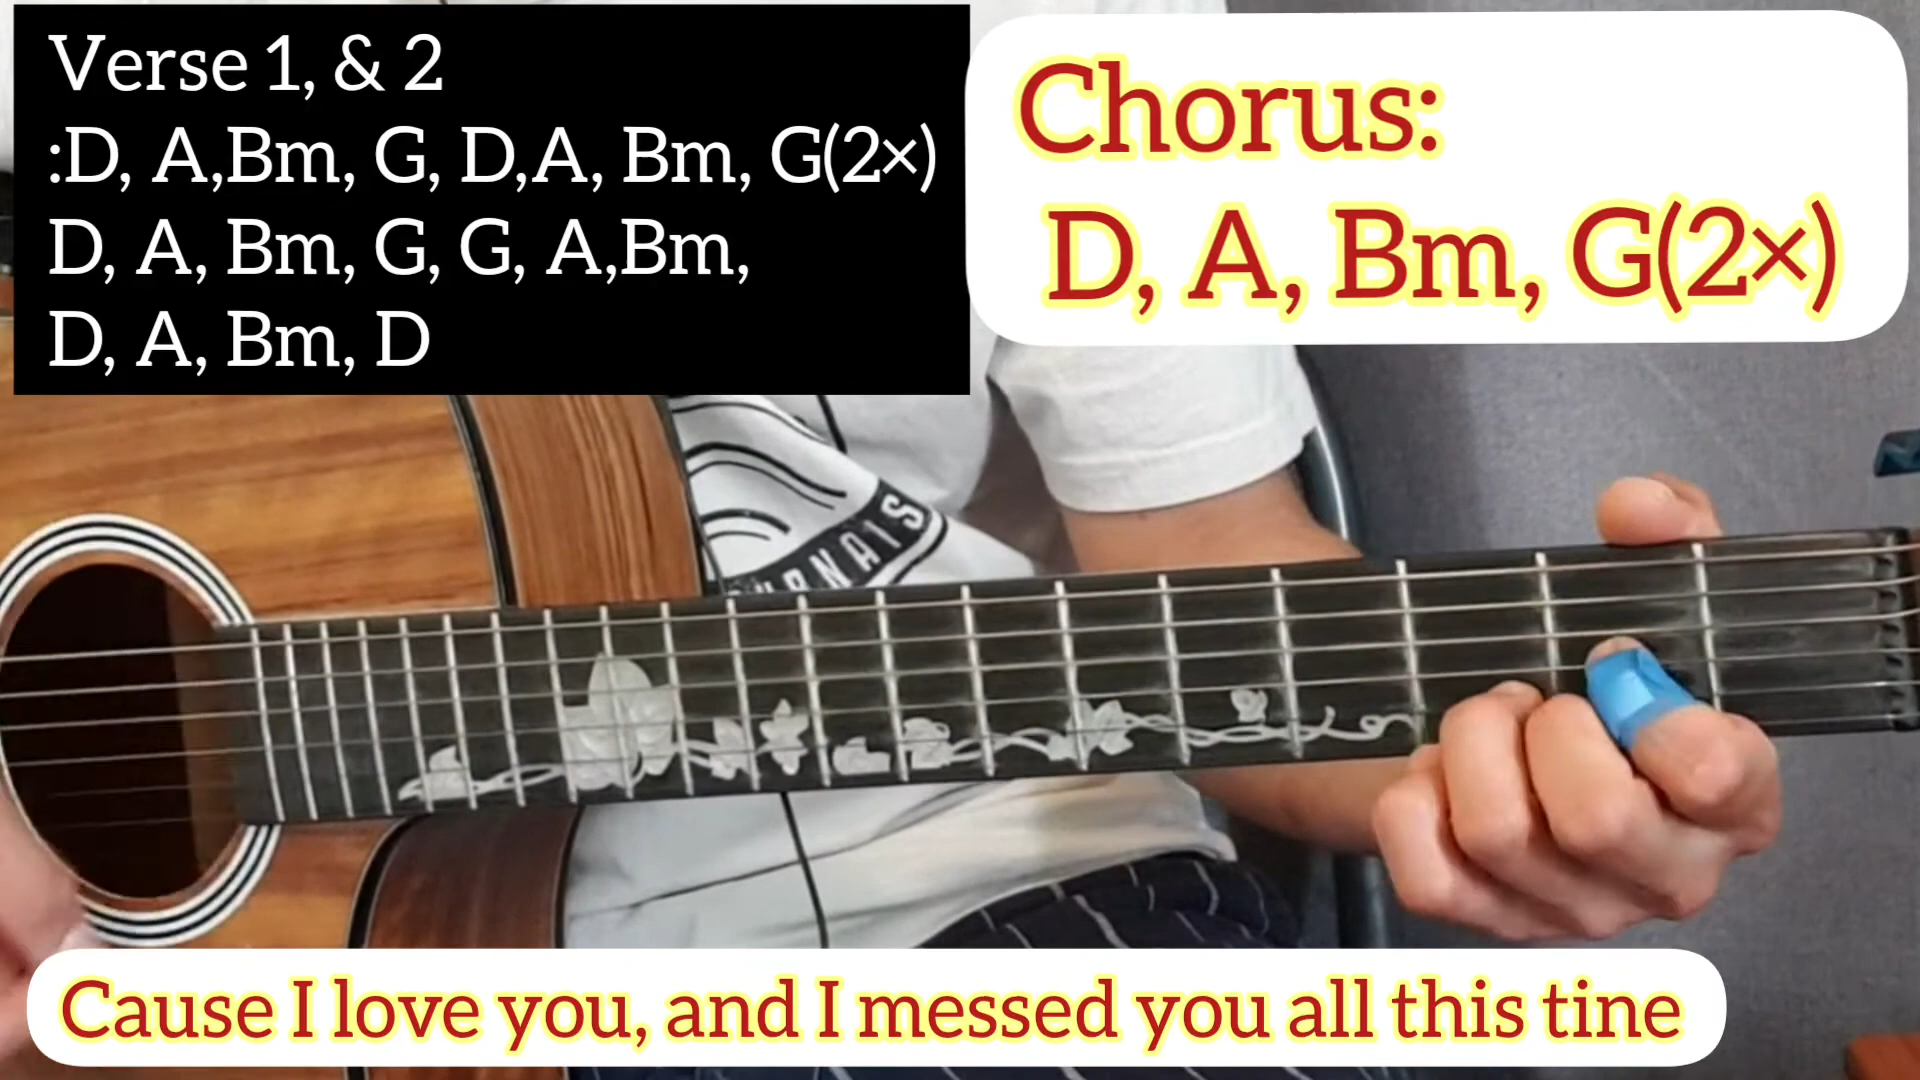 Verse 1, & 2
:D, A,Bm, G, D,A, Bm, G(2×)
D, A, Bm, G, G, A,Bm,
D, A, Bm, D
Chorus:
D, A, Bm, G(2×)
Cause I love you, and I messed you all this tine